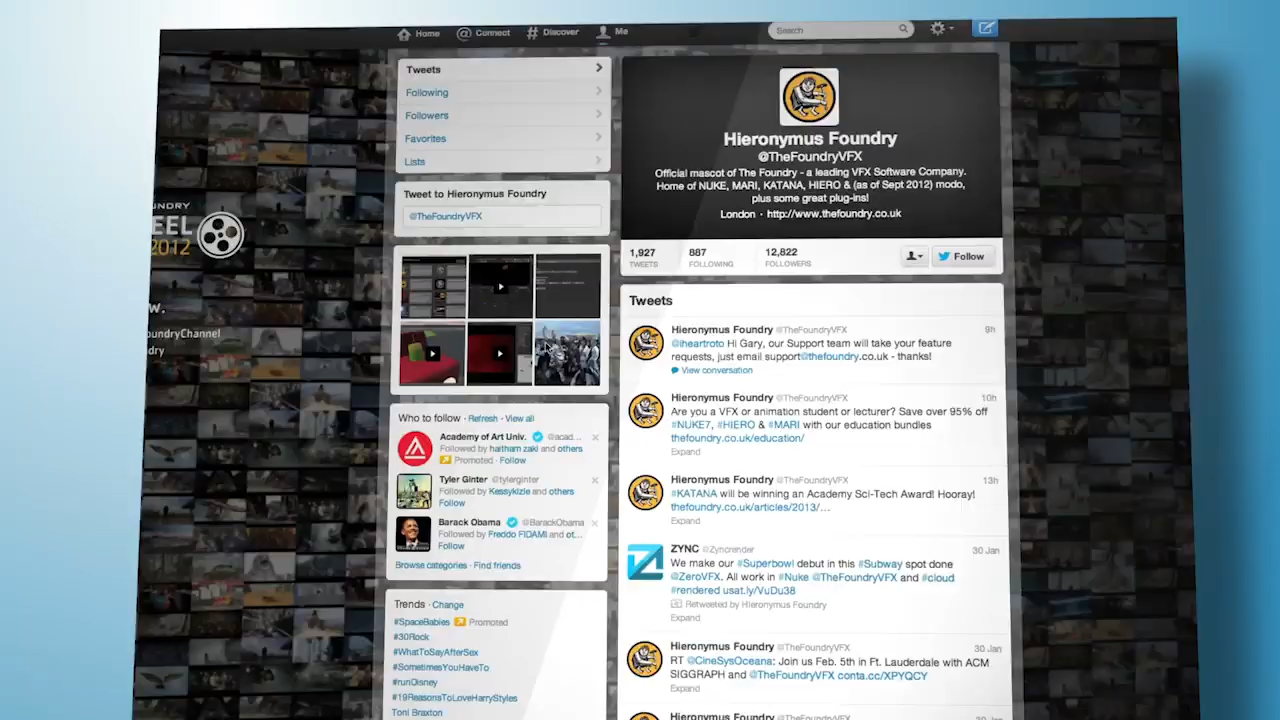 Home
Connect
Discover
Me
Search
Tweets
Following
Followers
Favorites
Lists
Tweet to Hieronymus Foundry
@TheFoundryVFX
Who to follow · Refresh · View all
Academy of Art Univ. @acad...
Followed by haitham zaki and others
Promoted · Follow
Tyler Ginter @tylerginter
Followed by Kessykizie and others
Follow
Barack Obama @BarackObama
Followed by Freddo FIDAMI and ot...
Follow
Browse categories · Find friends
Trends · Change
#SpaceBabies Promoted
#30Rock
#WhatToSayAfterSex
#SometimesYouHaveTo
#runDisney
#19ReasonsToLoveHarryStyles
Toni Braxton
Hieronymus Foundry
@TheFoundryVFX
Official mascot of The Foundry - a leading VFX Software Company.
Home of NUKE, MARI, KATANA, HIERO & (as of Sept 2012) modo,
plus some great plug-ins!
London · http://www.thefoundry.co.uk
1,927 TWEETS
887 FOLLOWING
12,822 FOLLOWERS
Follow
Tweets
Hieronymus Foundry @TheFoundryVFX 9h
@iheartroto Hi Gary, our Support team will take your feature
requests, just email support@thefoundry.co.uk - thanks!
View conversation
Hieronymus Foundry @TheFoundryVFX 10h
Are you a VFX or animation student or lecturer? Save over 95% off
#NUKE7, #HIERO & #MARI with our education bundles
thefoundry.co.uk/education/
Expand
Hieronymus Foundry @TheFoundryVFX 13h
#KATANA will be winning an Academy Sci-Tech Award! Hooray!
thefoundry.co.uk/articles/2013/...
Expand
ZYNC @Zyncrender 30 Jan
We make our #Superbowl debut in this #Subway spot done
@ZeroVFX. All work in #Nuke @TheFoundryVFX and #cloud
#rendered usat.ly/VuDu38
Retweeted by Hieronymus Foundry
Expand
Hieronymus Foundry @TheFoundryVFX 30 Jan
RT @CineSysOceana: Join us Feb. 5th in Ft. Lauderdale with ACM
SIGGRAPH and @TheFoundryVFX conta.cc/XPYQCY
Expand
Hieronymus Foundry @TheFoundryVFX 30 Jan
UNDRY
EEL
2012
w.
oundryChannel
dry